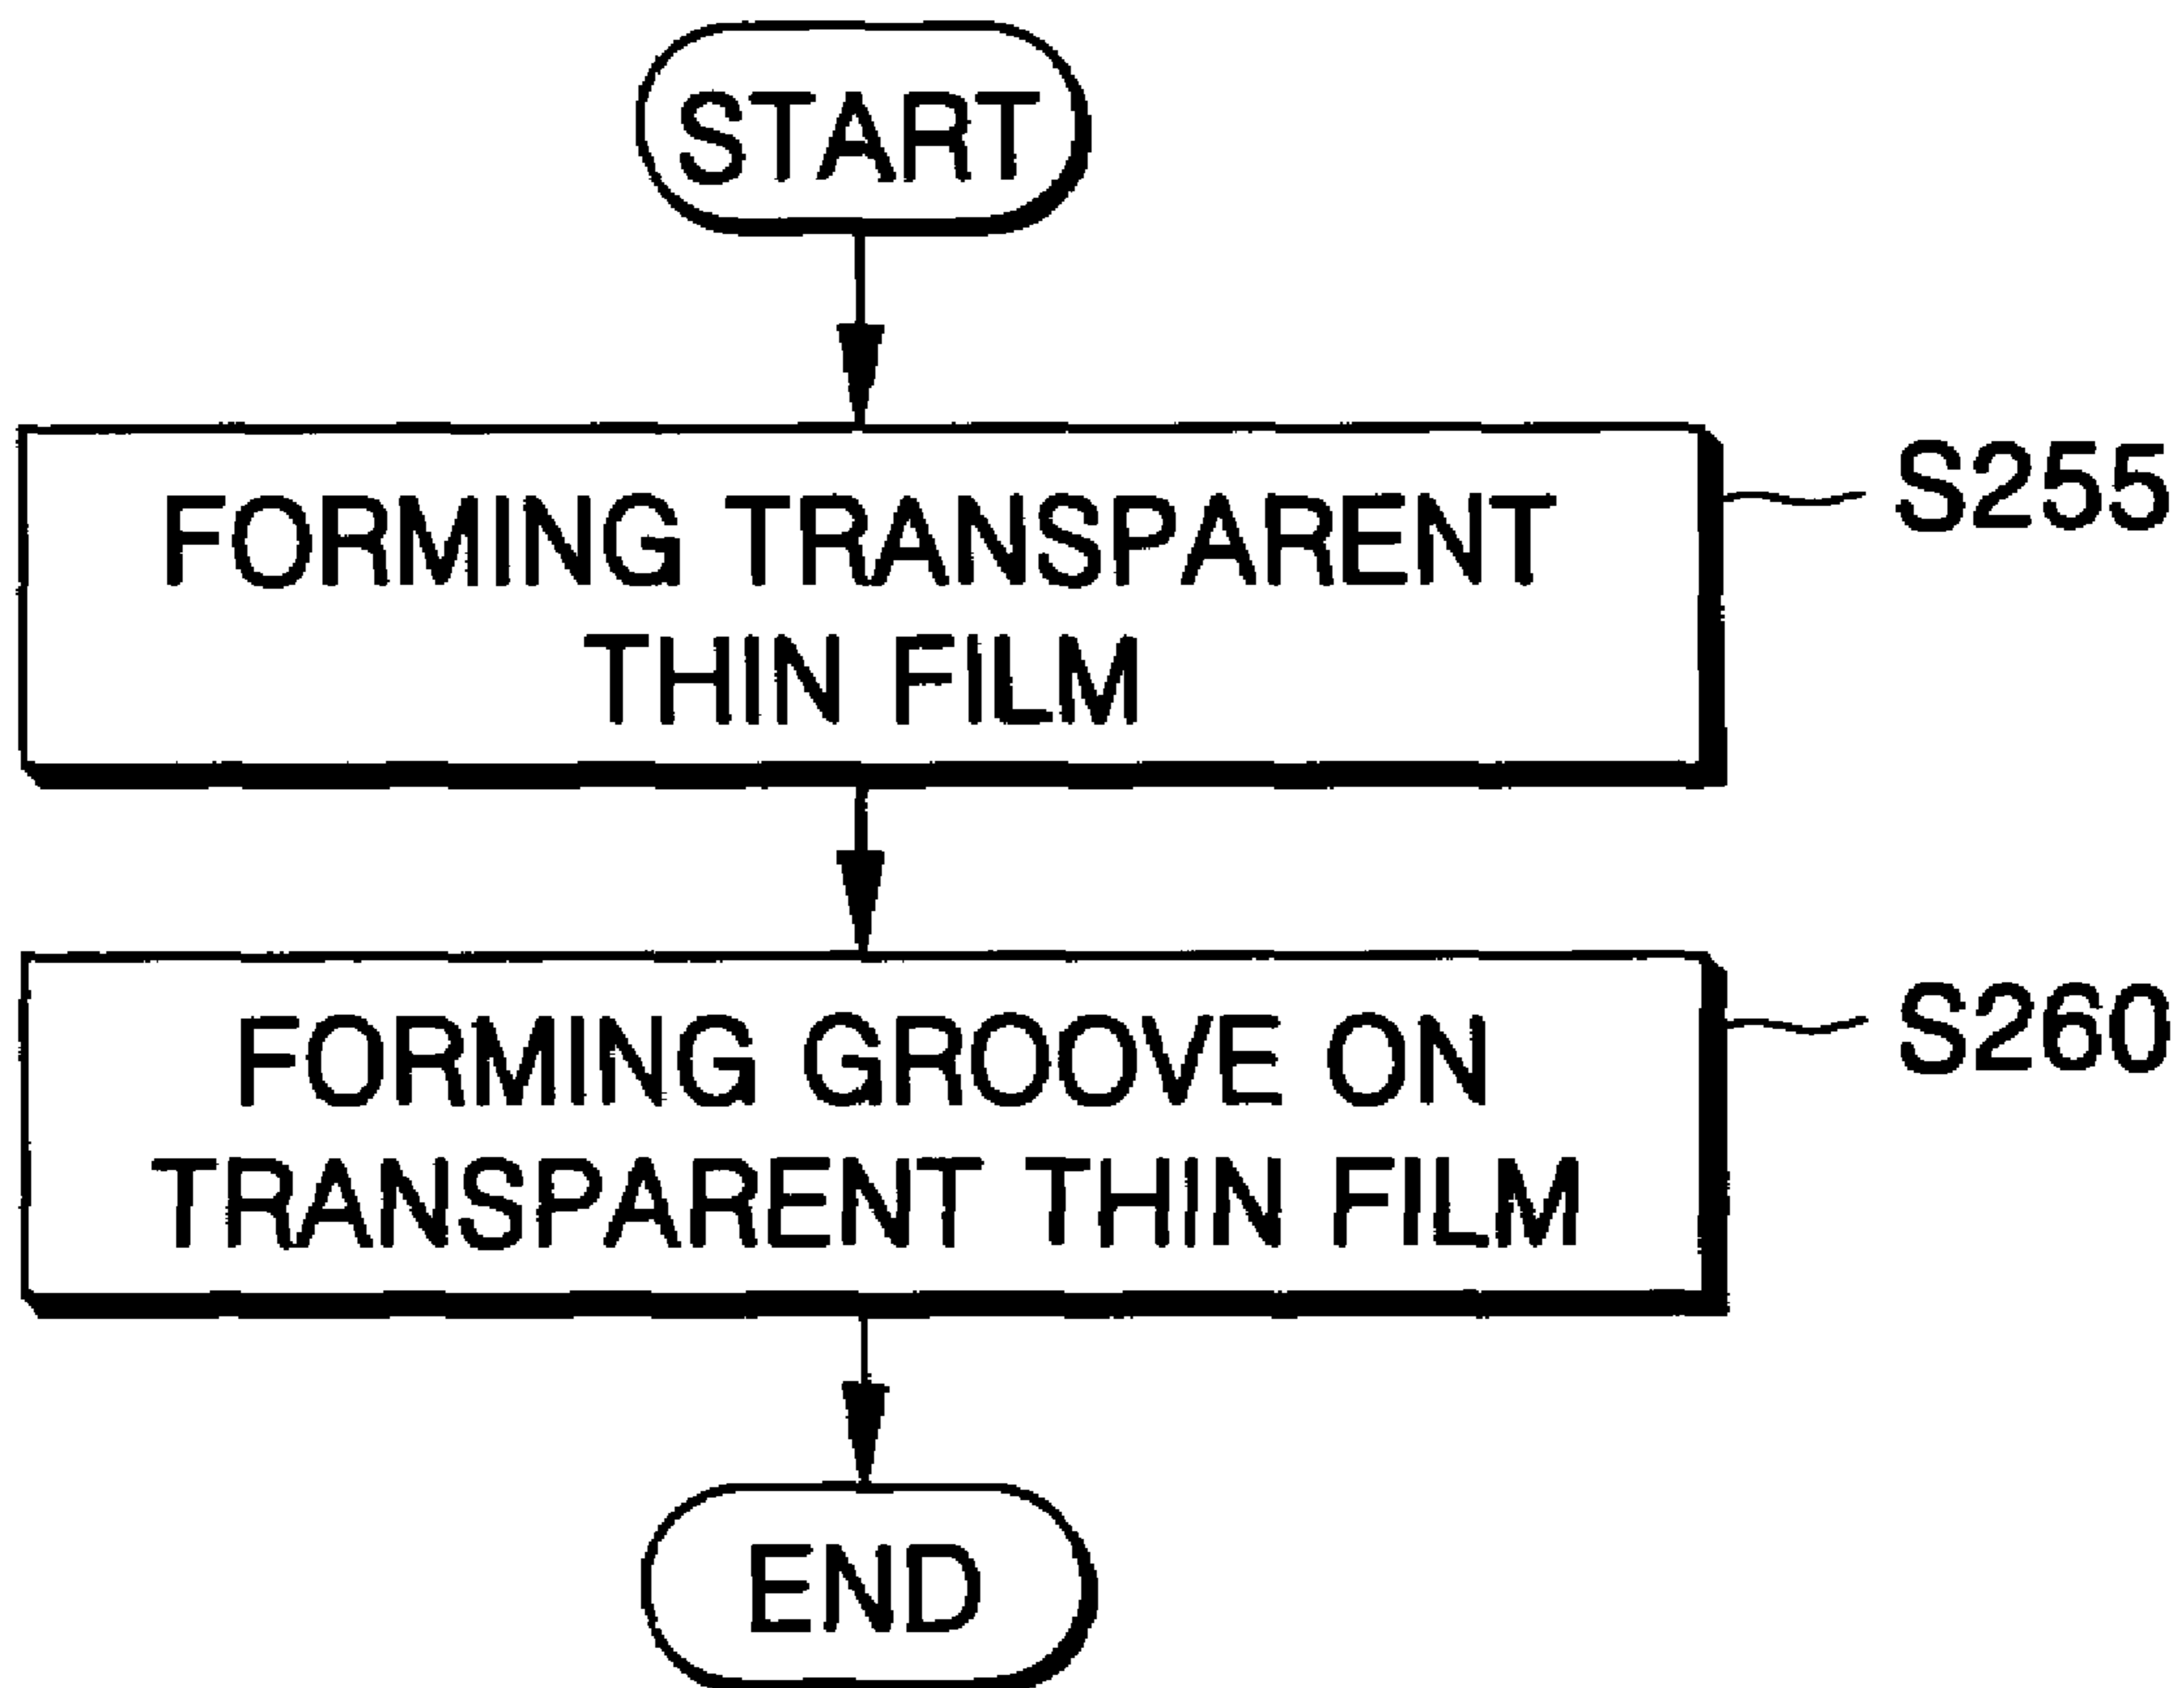 START
FORMING TRANSPARENT
THIN FILM
S255
FORMING GROOVE ON
TRANSPARENT THIN FILM
S260
END